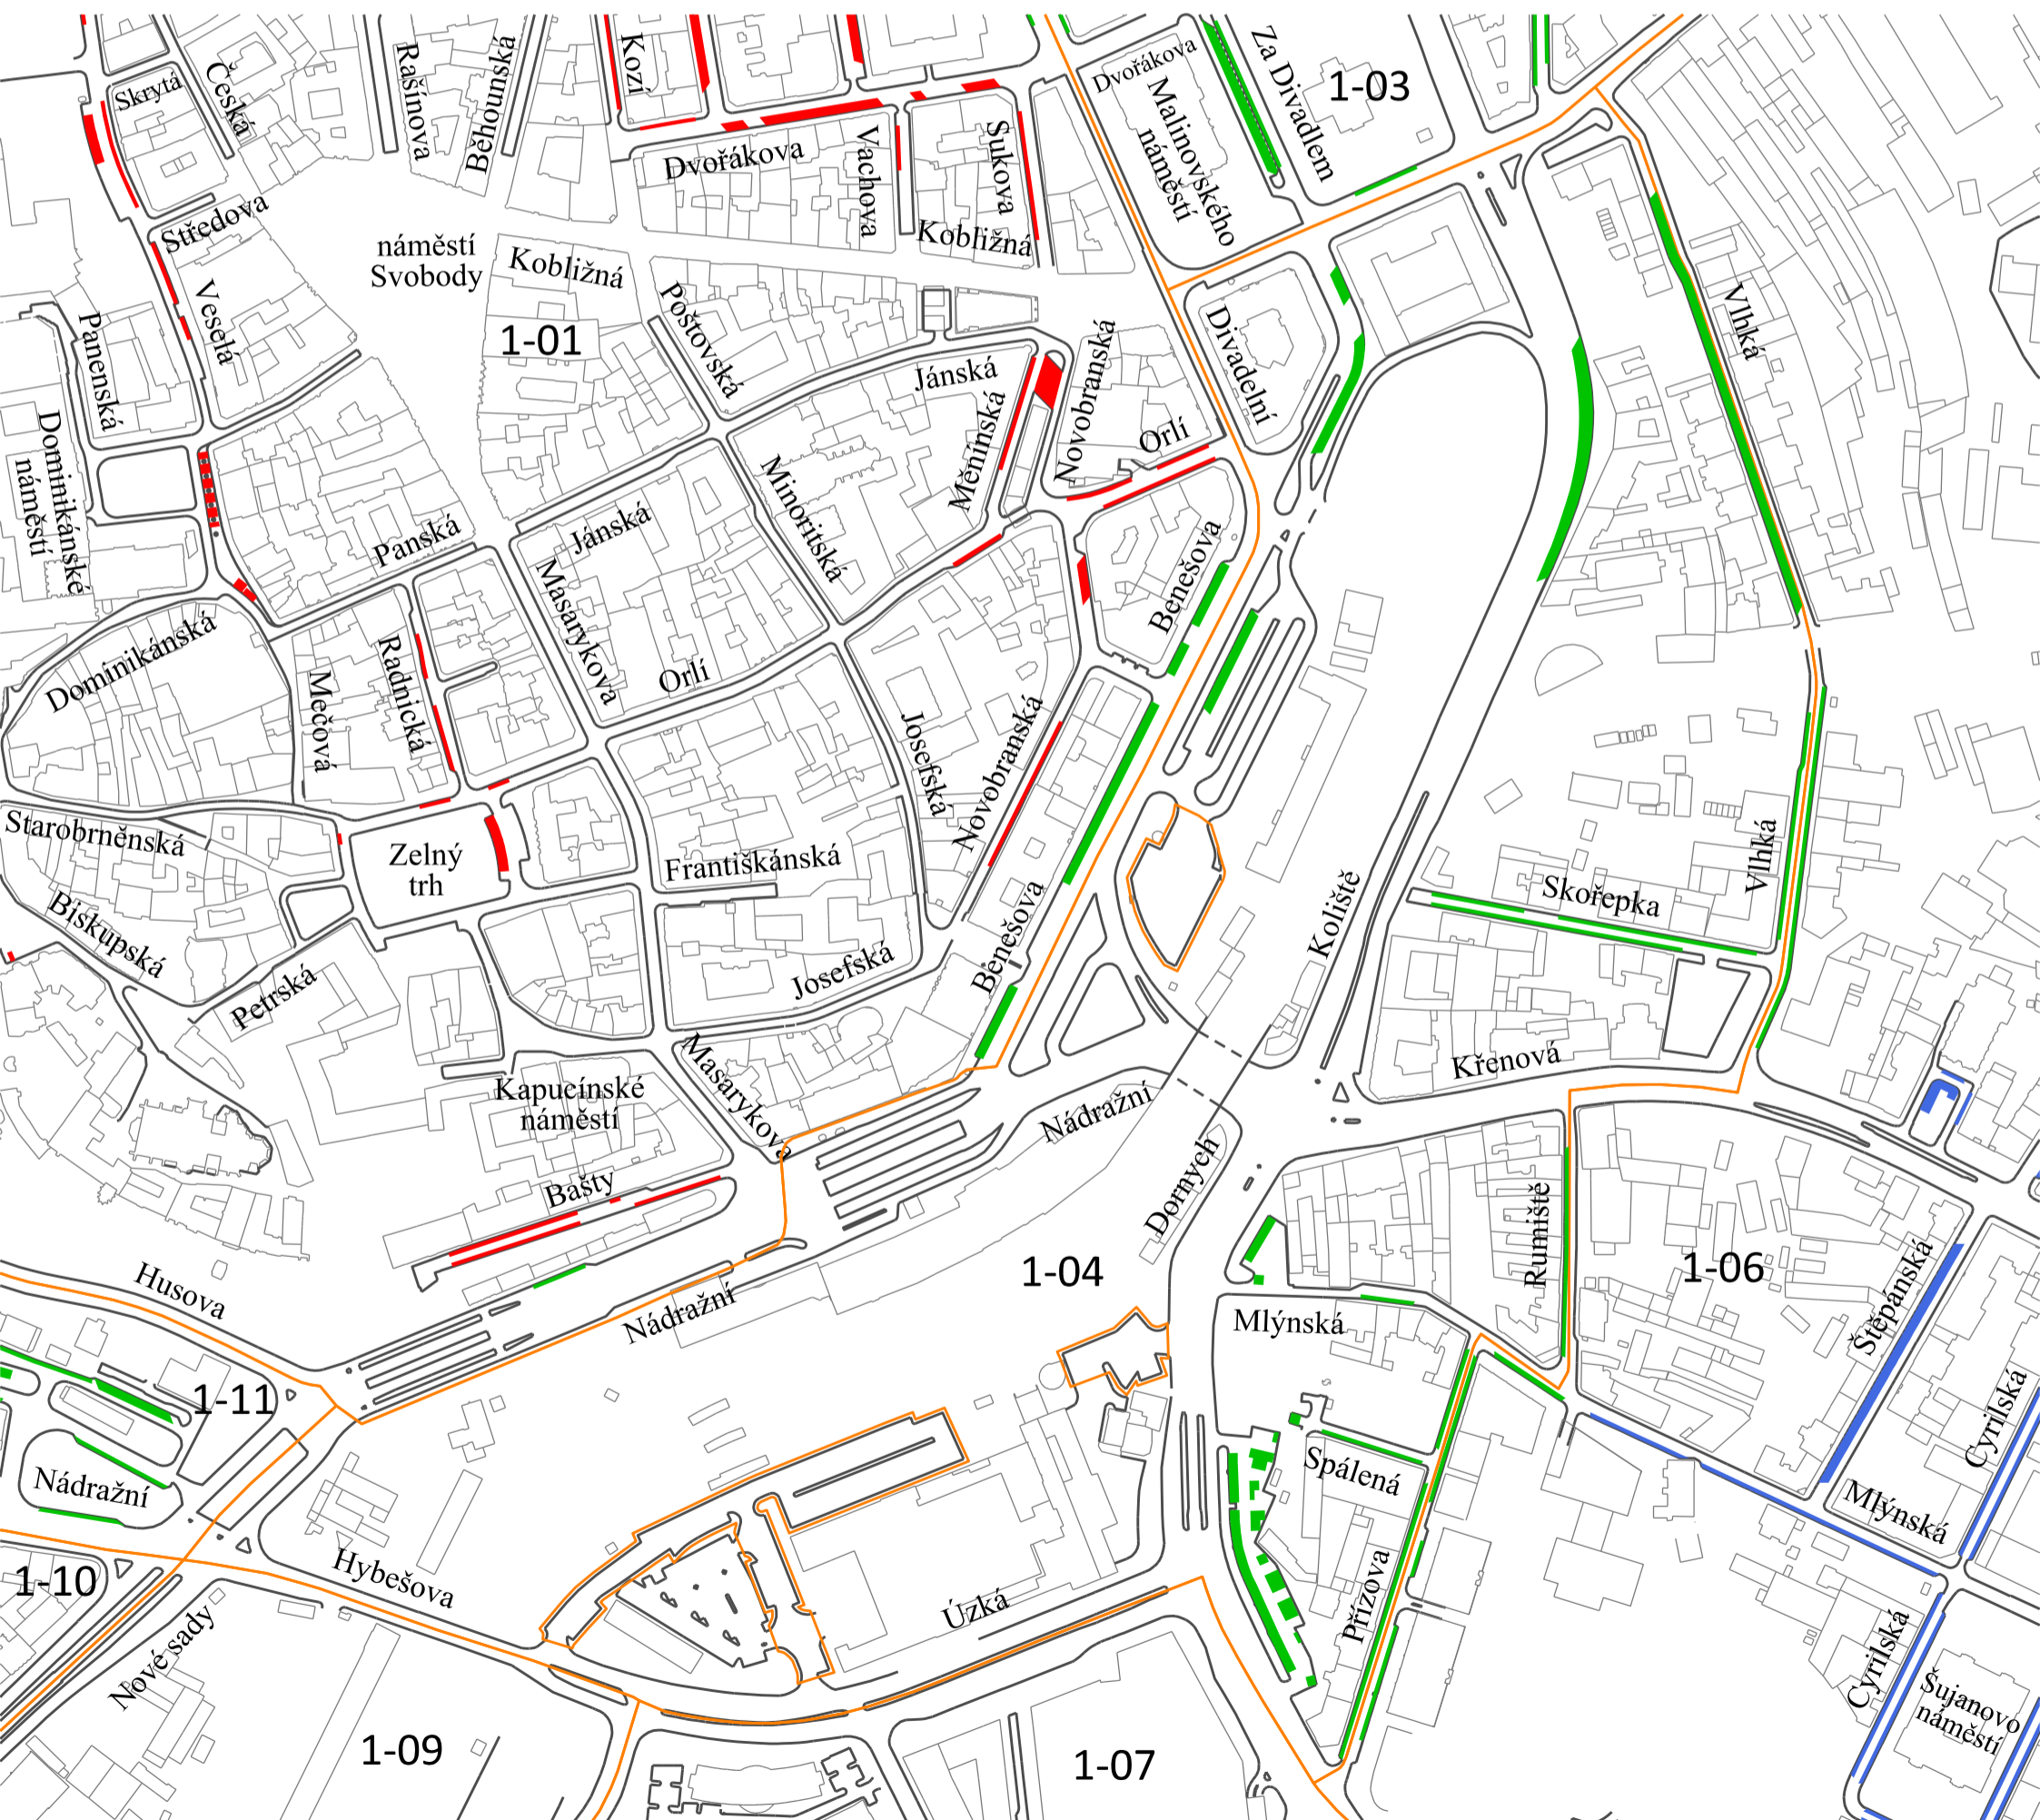 Skrytá
Česká
Rašínova
Běhounská
Kozí
Dvořákova
Vachova
Sukova
Kobližná
Dvořákova
Malinovského
náměstí
Za Divadlem
1-03
Středova
náměstí
Svobody
Kobližná
Veselá
Panenská
1-01
Poštovská
Jánská
Novobranská
Divadelní
Vlhká
Dominikánské
náměstí
Měnínská
Orlí
Minoritská
Panská
Jánská
Masarykova
Benešova
Dominikánská
Mečová
Radnická
Orlí
Josefská
Novobranská
Starobrněnská
Zelný
trh
Františkánská
Vlhká
Skořepka
Koliště
Biskupská
Petrská
Josefská
Benešova
Masarykova
Kapucínské
náměstí
Křenová
Nádražní
Dornych
Bašty
Rumiště
1-04
1-06
Štěpánská
Husova
Nádražní
Mlýnská
Cyrilská
1-11
Nádražní
Spálená
Mlýnská
Přízova
Hybešova
1-10
Úzká
Nové sady
Cyrilská
Šujanovo
náměstí
1-09
1-07